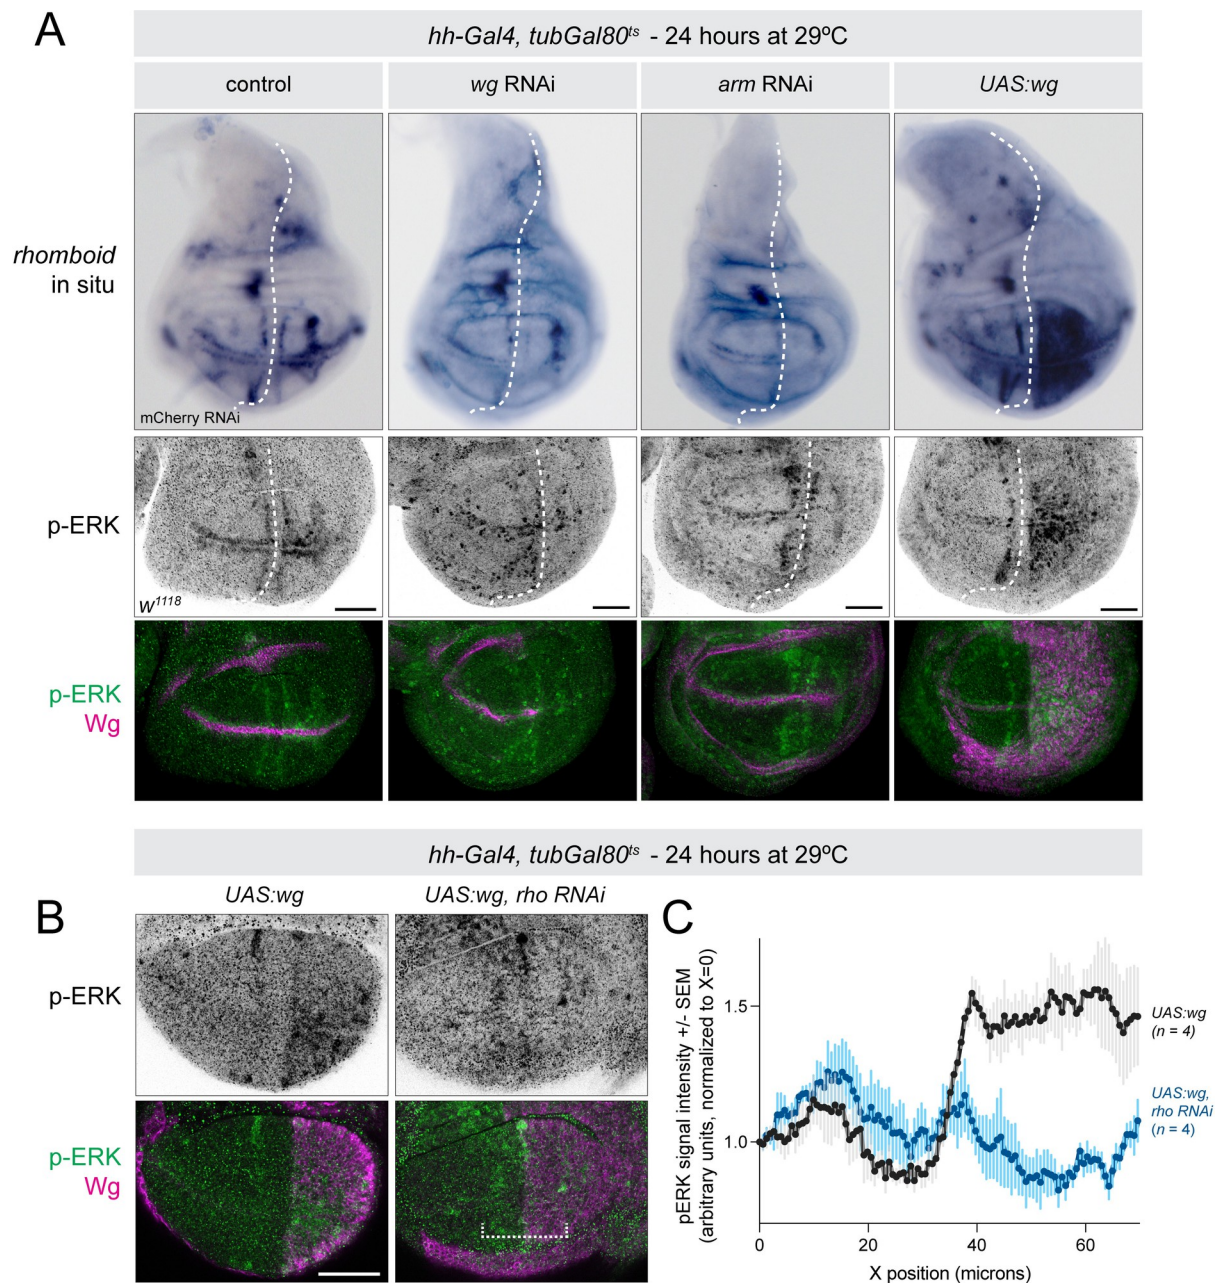 A
hh-Gal4, tubGal80ts - 24 hours at 29ºC
control
wg RNAi
arm RNAi
UAS:wg
rhomboid
in situ
mCherry RNAi
p-ERK
w1118
p-ERK
Wg
hh-Gal4, tubGal80ts - 24 hours at 29ºC
B
UAS:wg
UAS:wg, rho RNAi
p-ERK
p-ERK
Wg
C
pERK signal intensity +/- SEM
(arbitrary units, normalized to X=0)
1.5
1.0
UAS:wg
(n = 4)
UAS:wg,
rho RNAi
(n = 4)
0
20
40
60
X position (microns)